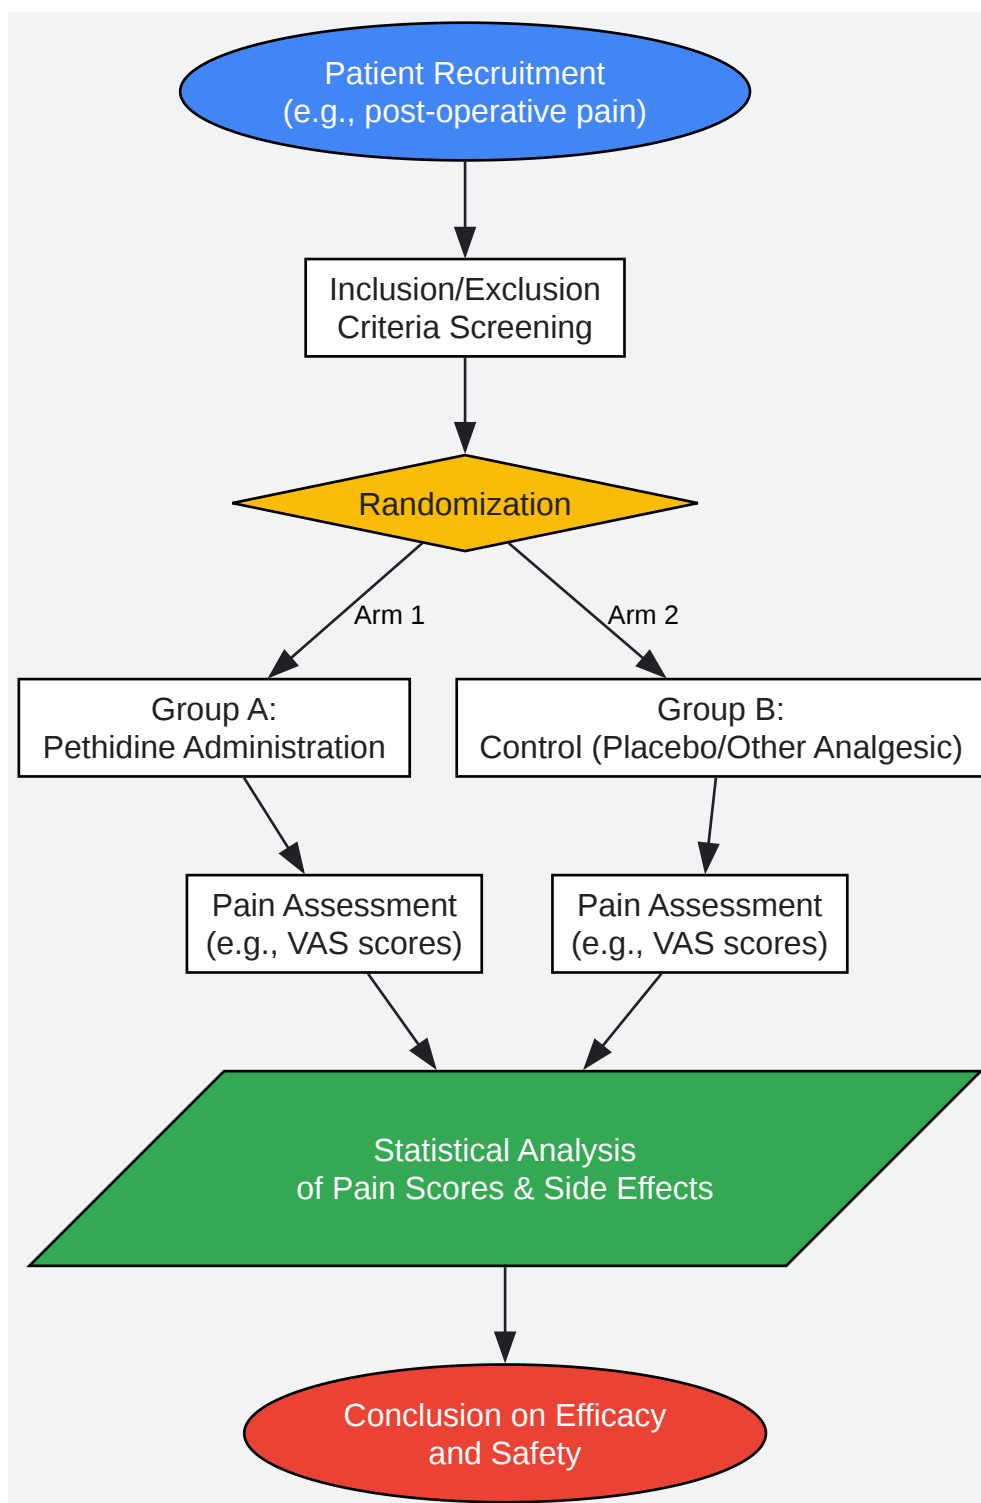 Patient Recruitment
(e.g., post-operative pain)
Inclusion/Exclusion
Criteria Screening
Randomization
Arm 1
Arm 2
Group A:
Pethidine Administration
Group B:
Control (Placebo/Other Analgesic)
Pain Assessment
(e.g., VAS scores)
Pain Assessment
(e.g., VAS scores)
Statistical Analysis
of Pain Scores & Side Effects
Conclusion on Efficacy
and Safety